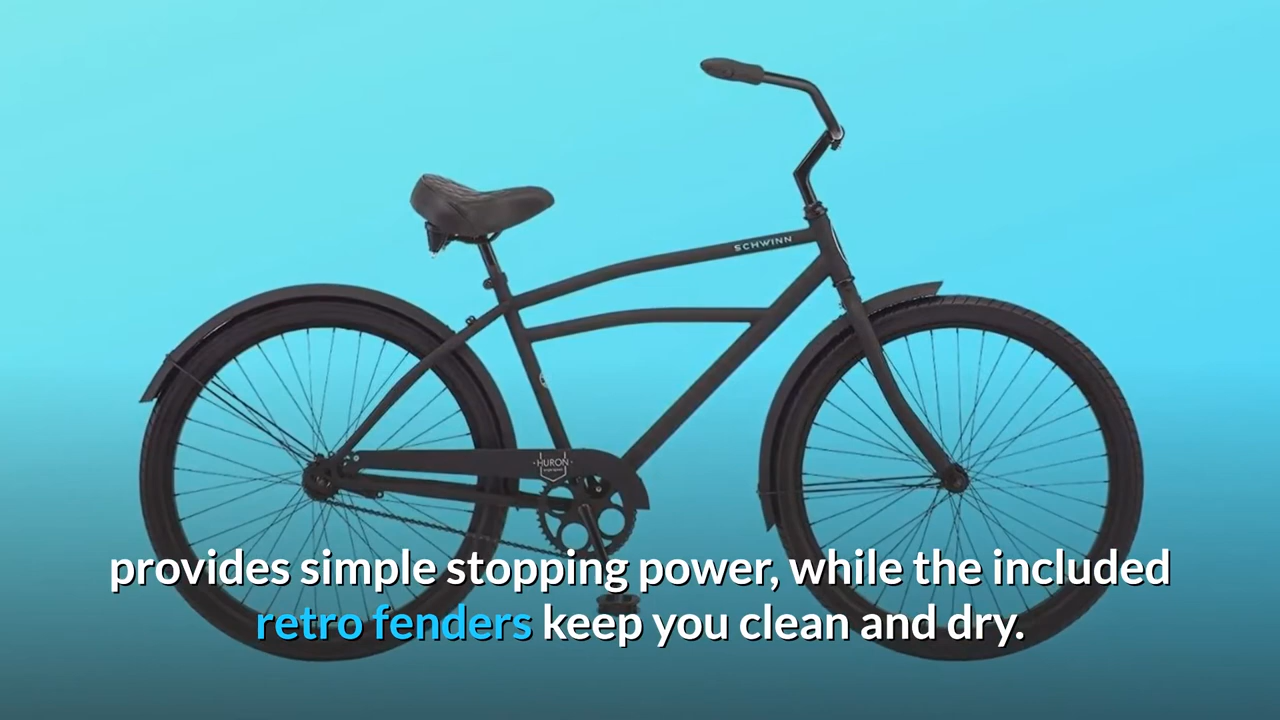 SCHWINN
HURON
provides simple stopping power, while the included
retro fenders keep you clean and dry.